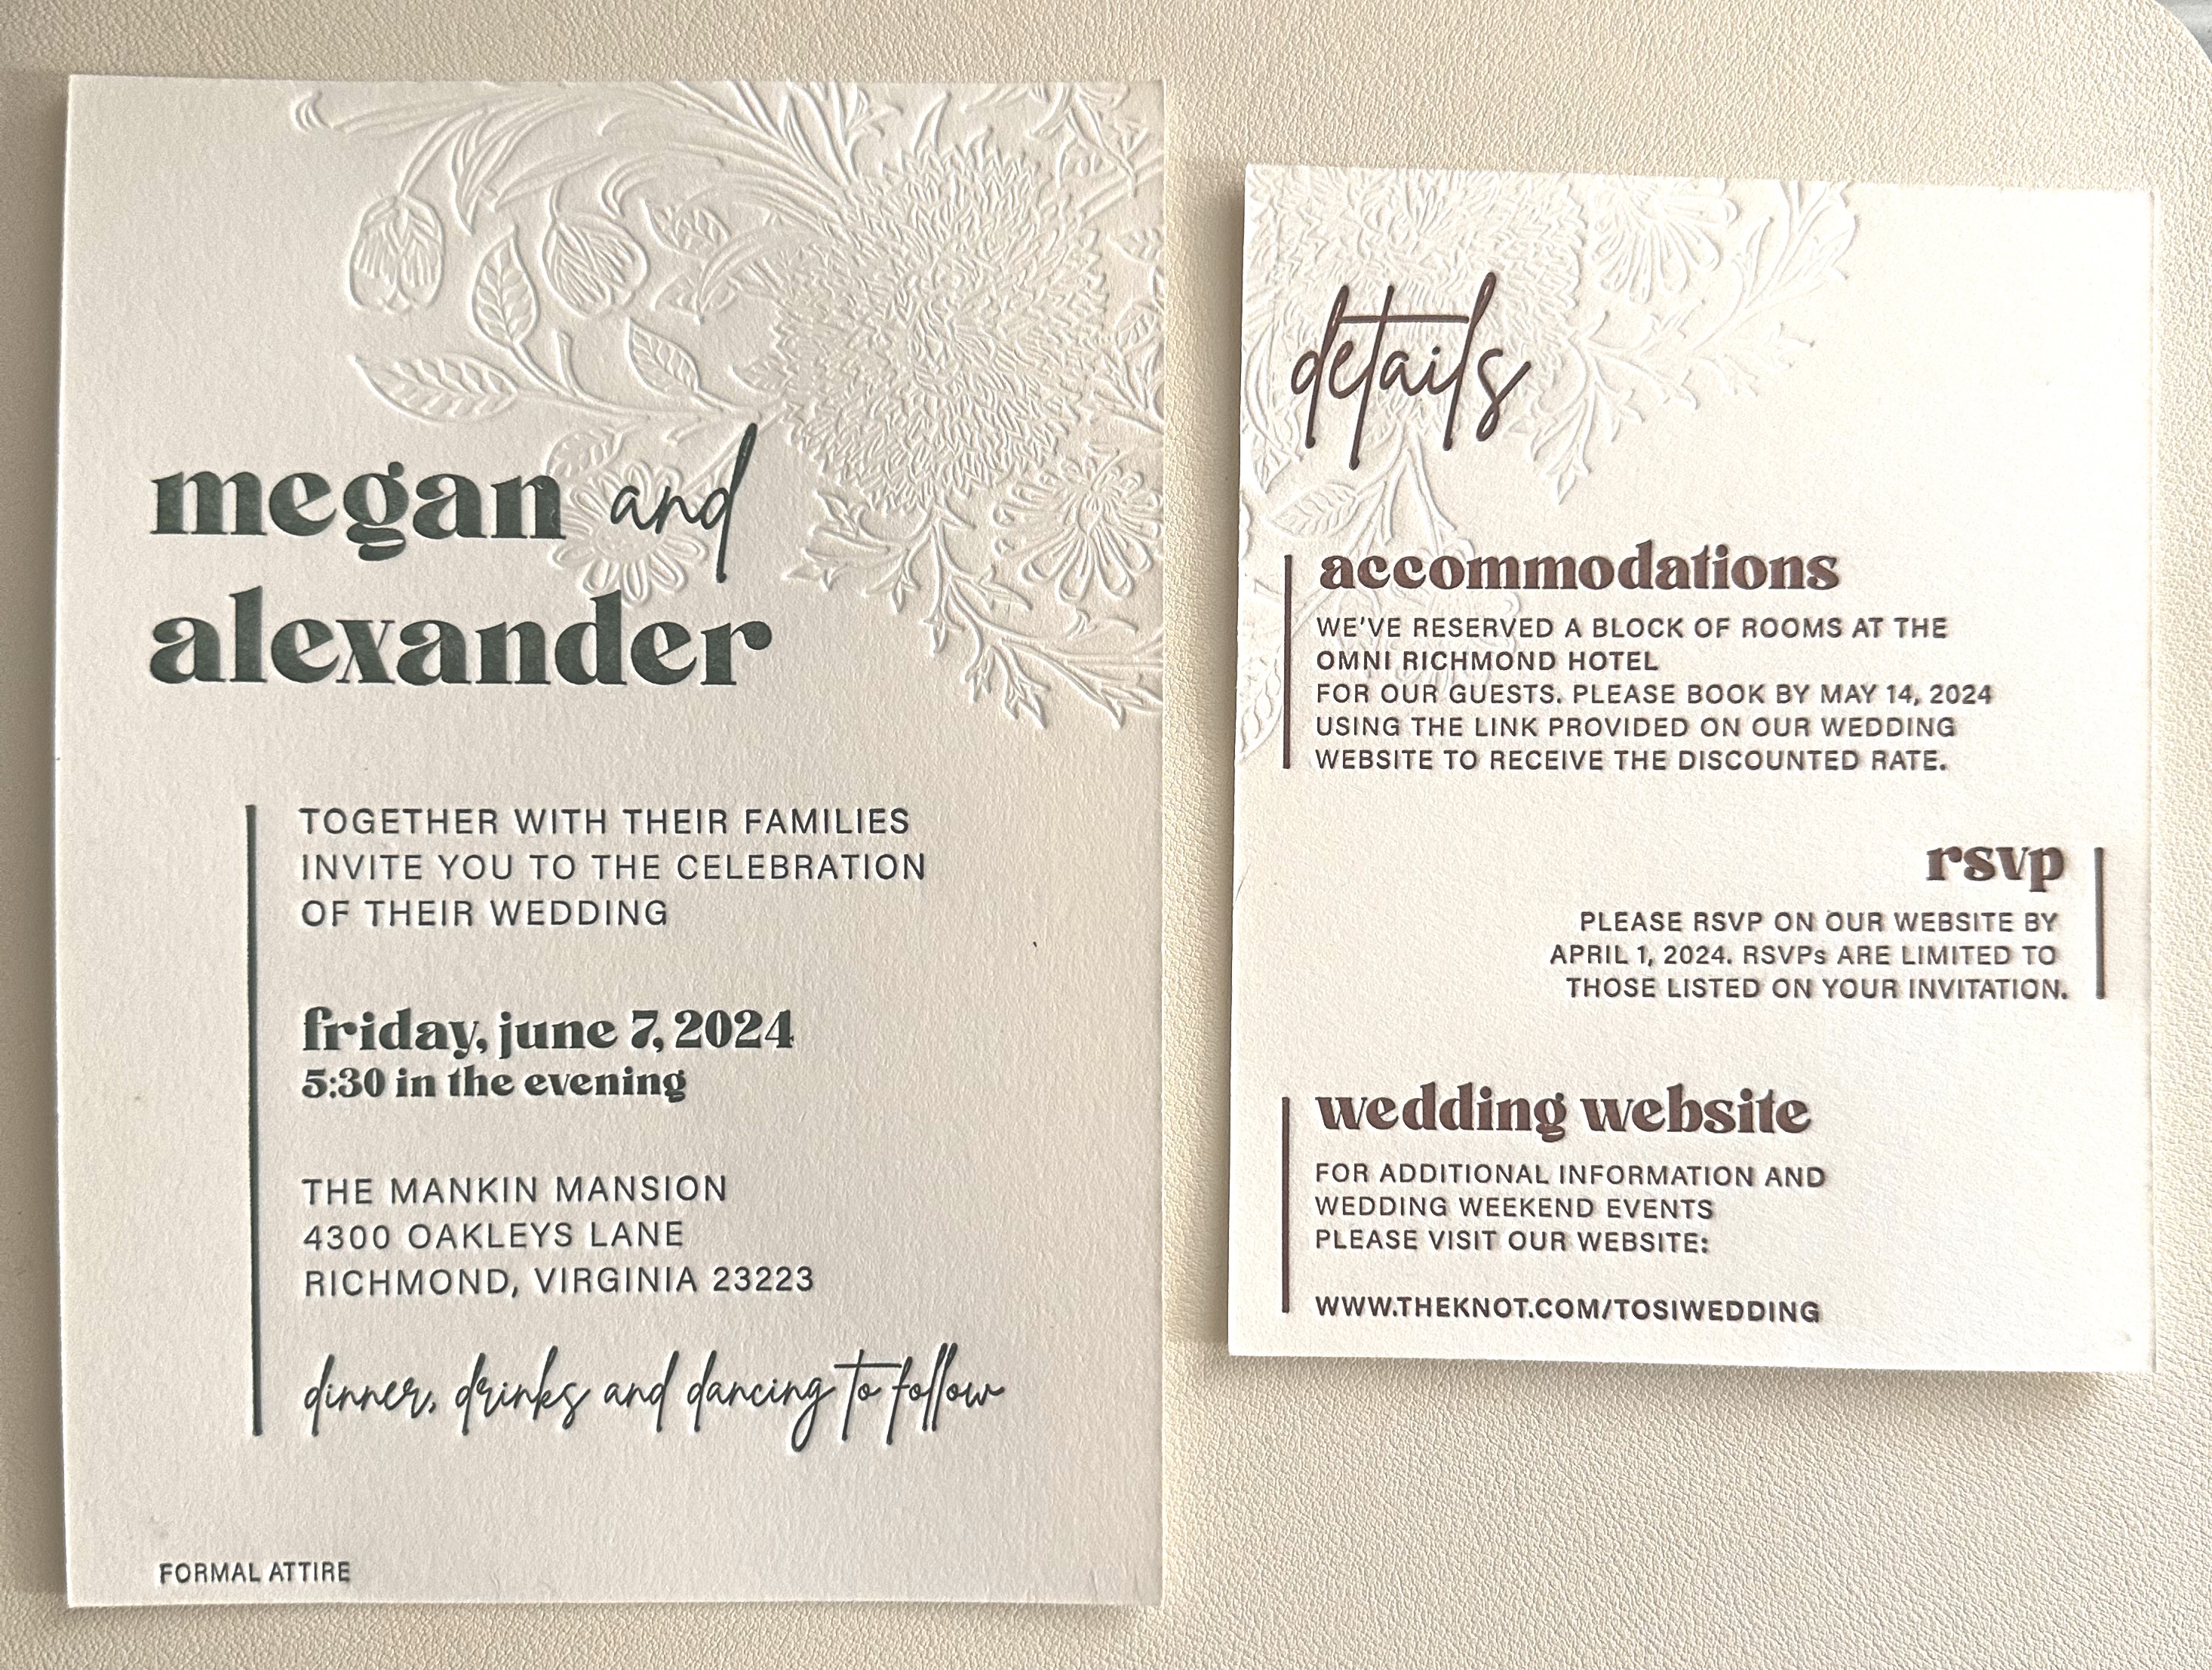 megan and
alexander
TOGETHER WITH THEIR FAMILIES
INVITE YOU TO THE CELEBRATION
OF THEIR WEDDING
friday, june 7, 2024
5:30 in the evening
THE MANKIN MANSION
4300 OAKLEYS LANE
RICHMOND, VIRGINIA 23223
dinner, drinks and dancing to follow
FORMAL ATTIRE
details
accommodations
WE'VE RESERVED A BLOCK OF ROOMS AT THE
OMNI RICHMOND HOTEL
FOR OUR GUESTS. PLEASE BOOK BY MAY 14, 2024
USING THE LINK PROVIDED ON OUR WEDDING
WEBSITE TO RECEIVE THE DISCOUNTED RATE.
rsvp
PLEASE RSVP ON OUR WEBSITE BY
APRIL 1, 2024. RSVPs ARE LIMITED TO
THOSE LISTED ON YOUR INVITATION.
wedding website
FOR ADDITIONAL INFORMATION AND
WEDDING WEEKEND EVENTS
PLEASE VISIT OUR WEBSITE:
WWW.THEKNOT.COM/TOSIWEDDING